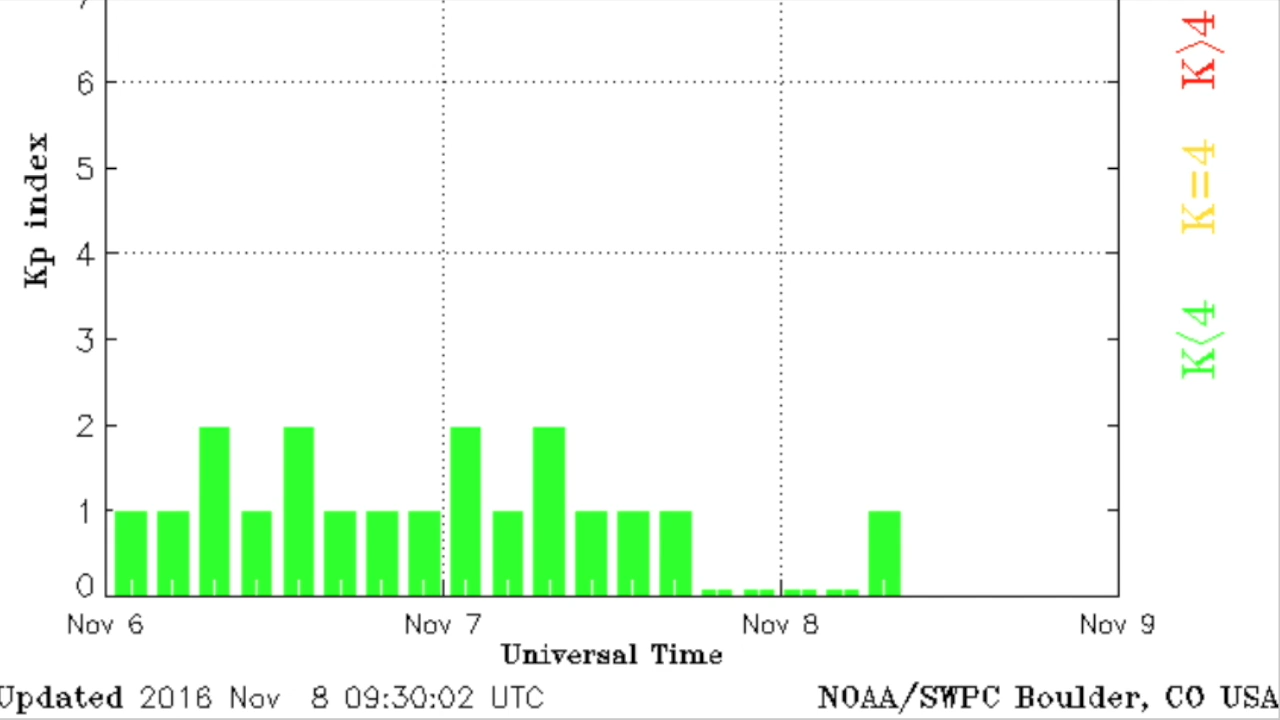 7
6
5
4
3
2
1
0
Kp index
K>4
K=4
K<4
Nov 6 Nov 7 Nov 8 Nov 9
Universal Time
Updated 2016 Nov 8 09:30:02 UTC
NOAA/SWPC Boulder, CO USA